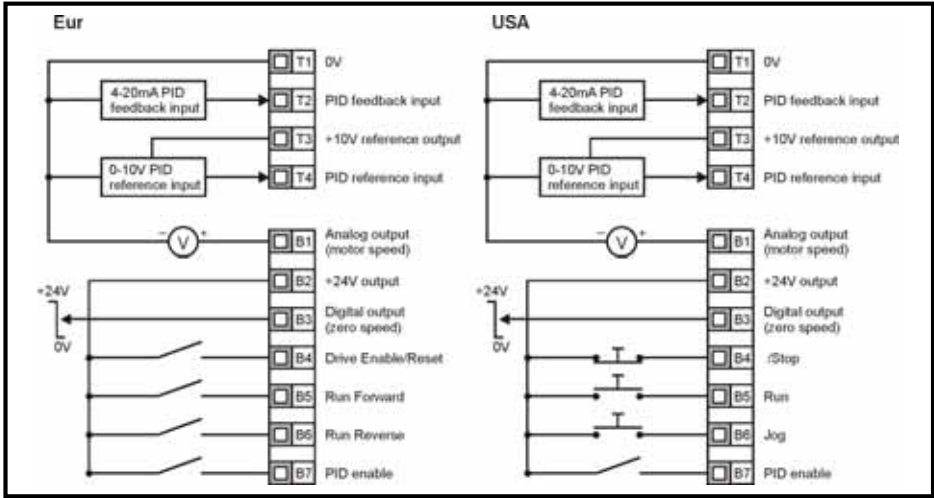 Eur
T1 0V
4-20mA PID
feedback input
T2 PID feedback input
T3 +10V reference output
0-10V PID
reference input
T4 PID reference input
− V +
B1 Analog output
(motor speed)
B2 +24V output
+24V
0V
B3 Digital output
(zero speed)
B4 Drive Enable/Reset
B5 Run Forward
B6 Run Reverse
B7 PID enable
USA
T1 0V
4-20mA PID
feedback input
T2 PID feedback input
T3 +10V reference output
0-10V PID
reference input
T4 PID reference input
− V +
B1 Analog output
(motor speed)
B2 +24V output
+24V
0V
B3 Digital output
(zero speed)
B4 /Stop
B5 Run
B6 Jog
B7 PID enable